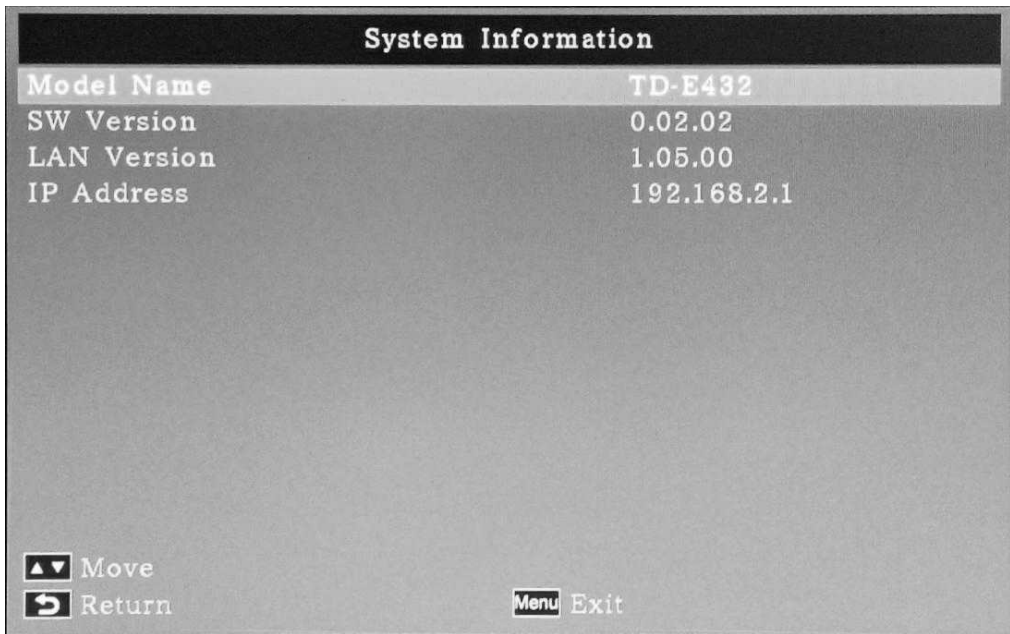 System Information
Model Name TD-E432
SW Version 0.02.02
LAN Version 1.05.00
IP Address 192.168.2.1
Move
Return Menu Exit